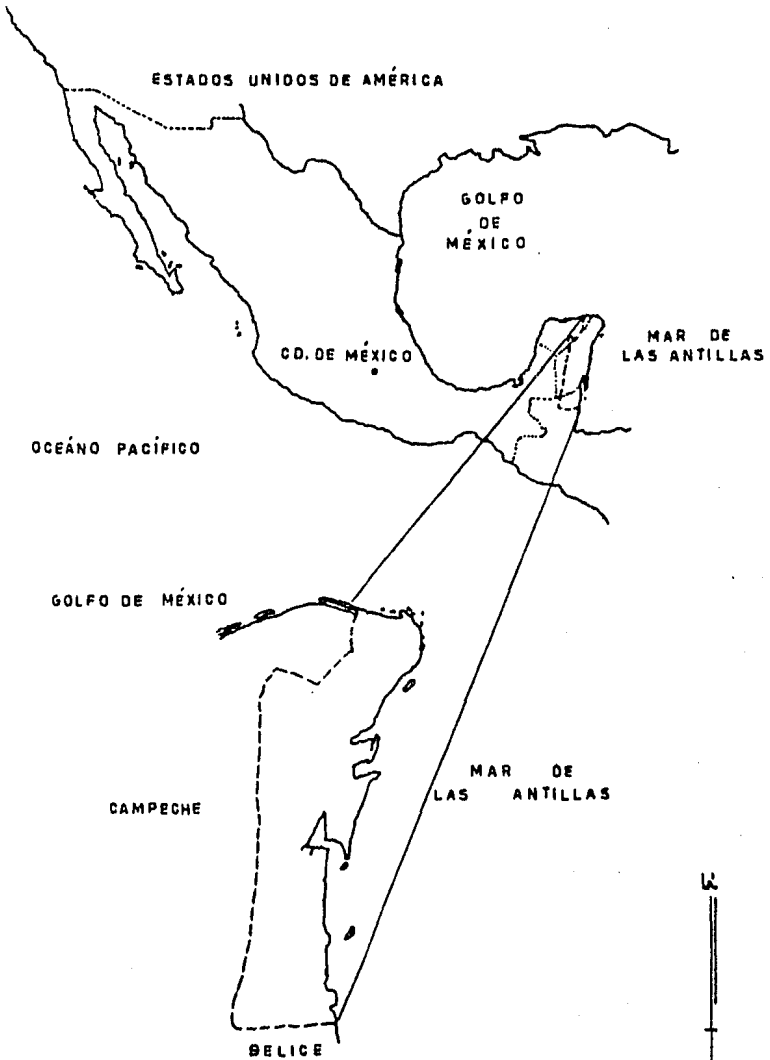 ESTADOS UNIDOS DE AMÉRICA
GOLFO
DE
MÉXICO
MAR DE
LAS ANTILLAS
CD. DE MÉXICO
OCEÁNO PACÍFICO
GOLFO DE MÉXICO
MAR DE
LAS ANTILLAS
CAMPECHE
BELICE